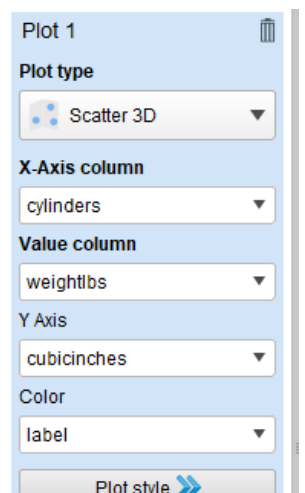 Plot 1
Plot type
Scatter 3D
X-Axis column
cylinders
Value column
weightlbs
Y Axis
cubicinches
Color
label
Plot style